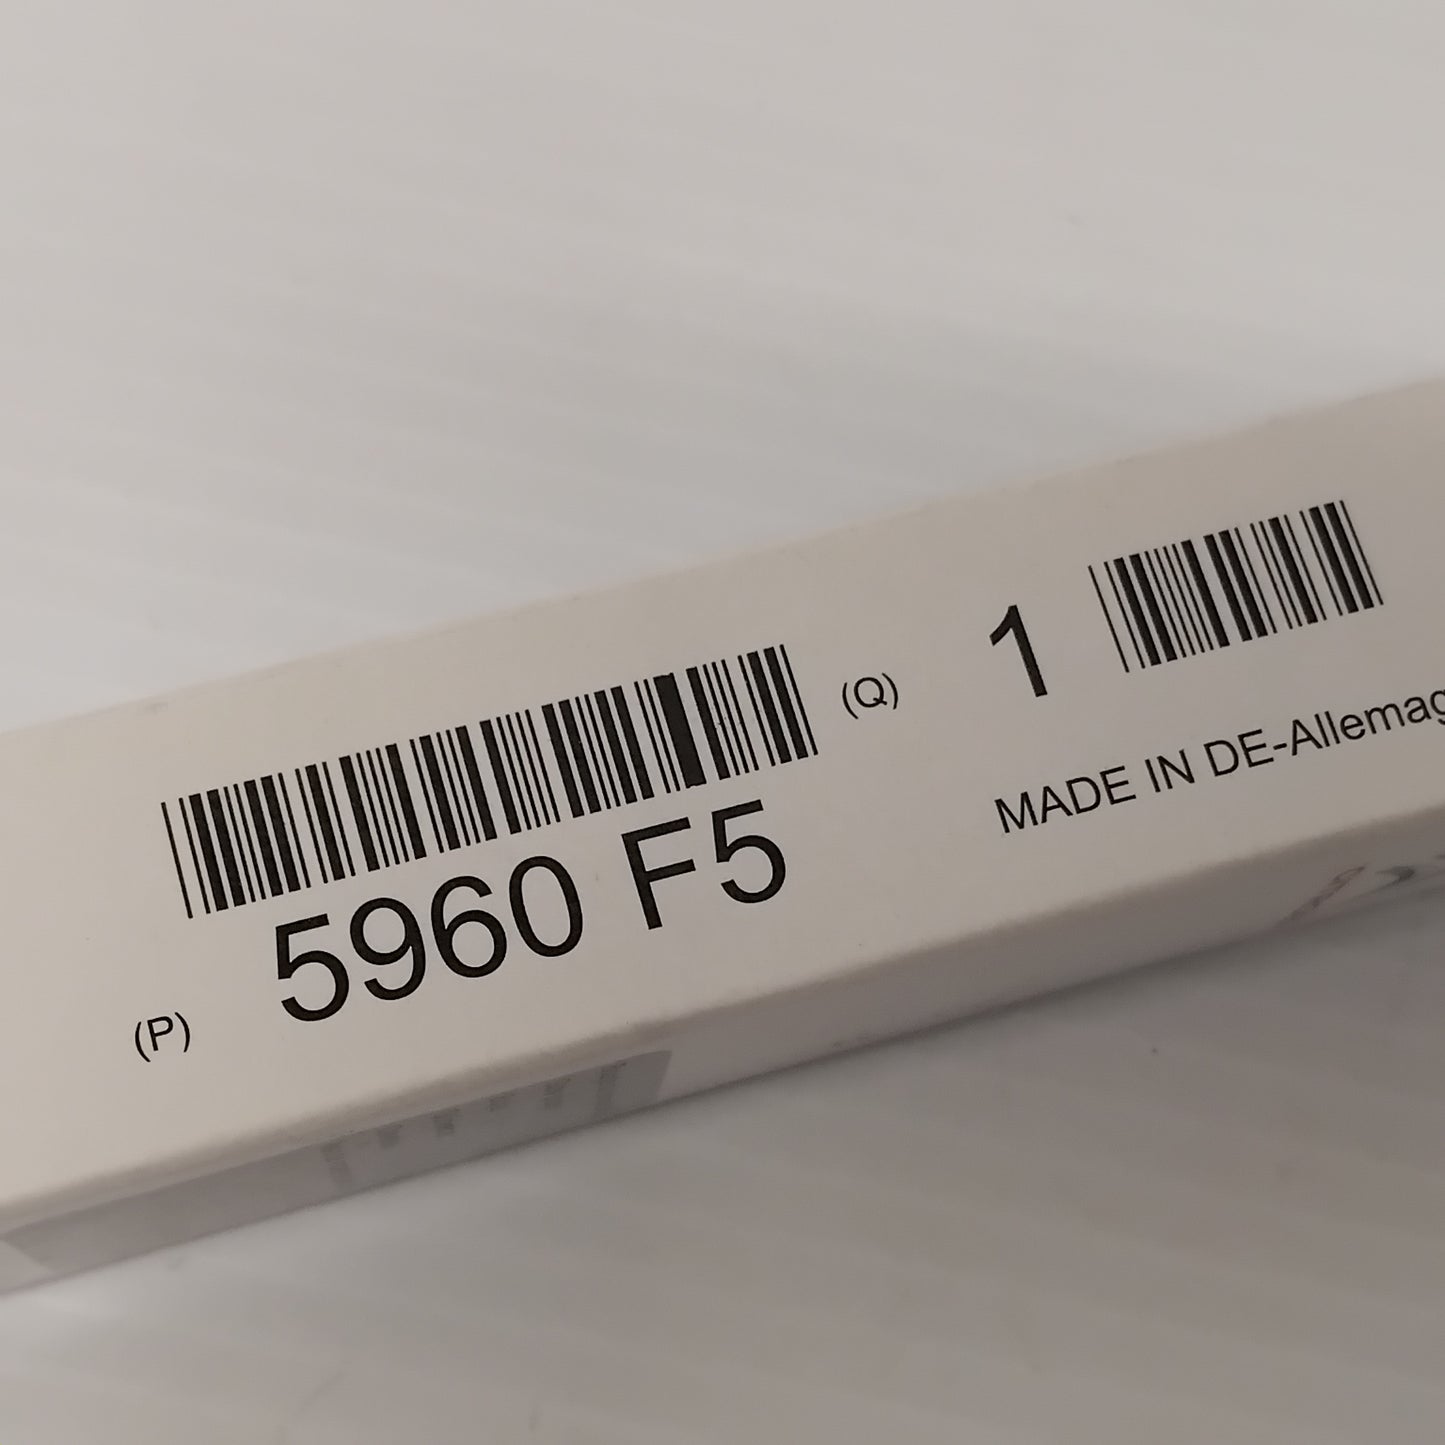 (P) 5960 F5
(Q) 1
MADE IN DE-Allemag